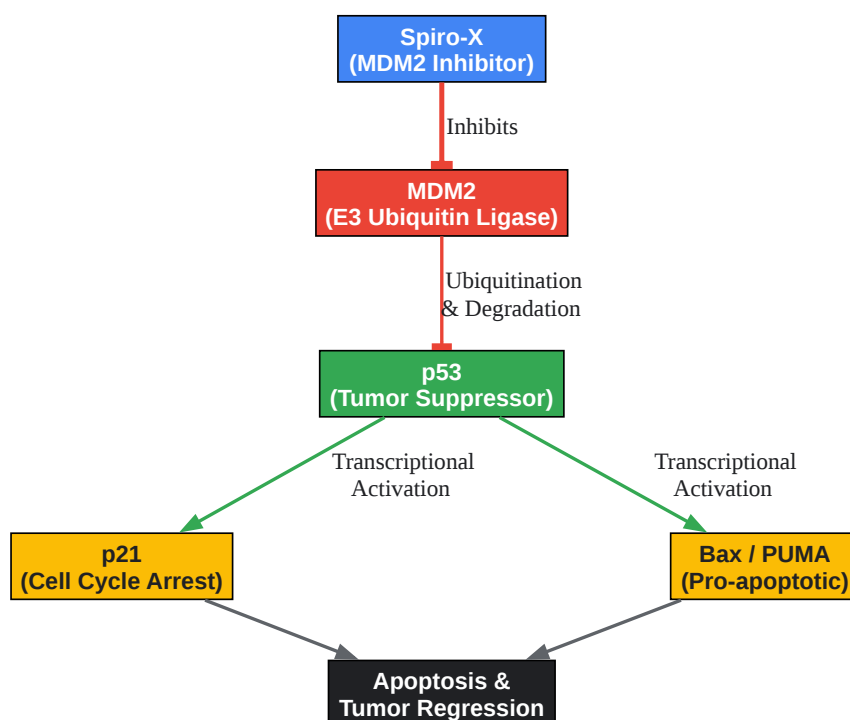 Spiro-X
(MDM2 Inhibitor)
Inhibits
MDM2
(E3 Ubiquitin Ligase)
Ubiquitination
& Degradation
p53
(Tumor Suppressor)
Transcriptional
Activation
Transcriptional
Activation
p21
(Cell Cycle Arrest)
Bax / PUMA
(Pro-apoptotic)
Apoptosis &
Tumor Regression